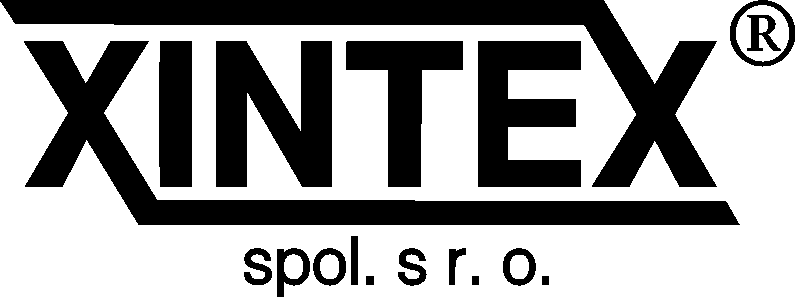 XINTEX®
spol. s r. o.